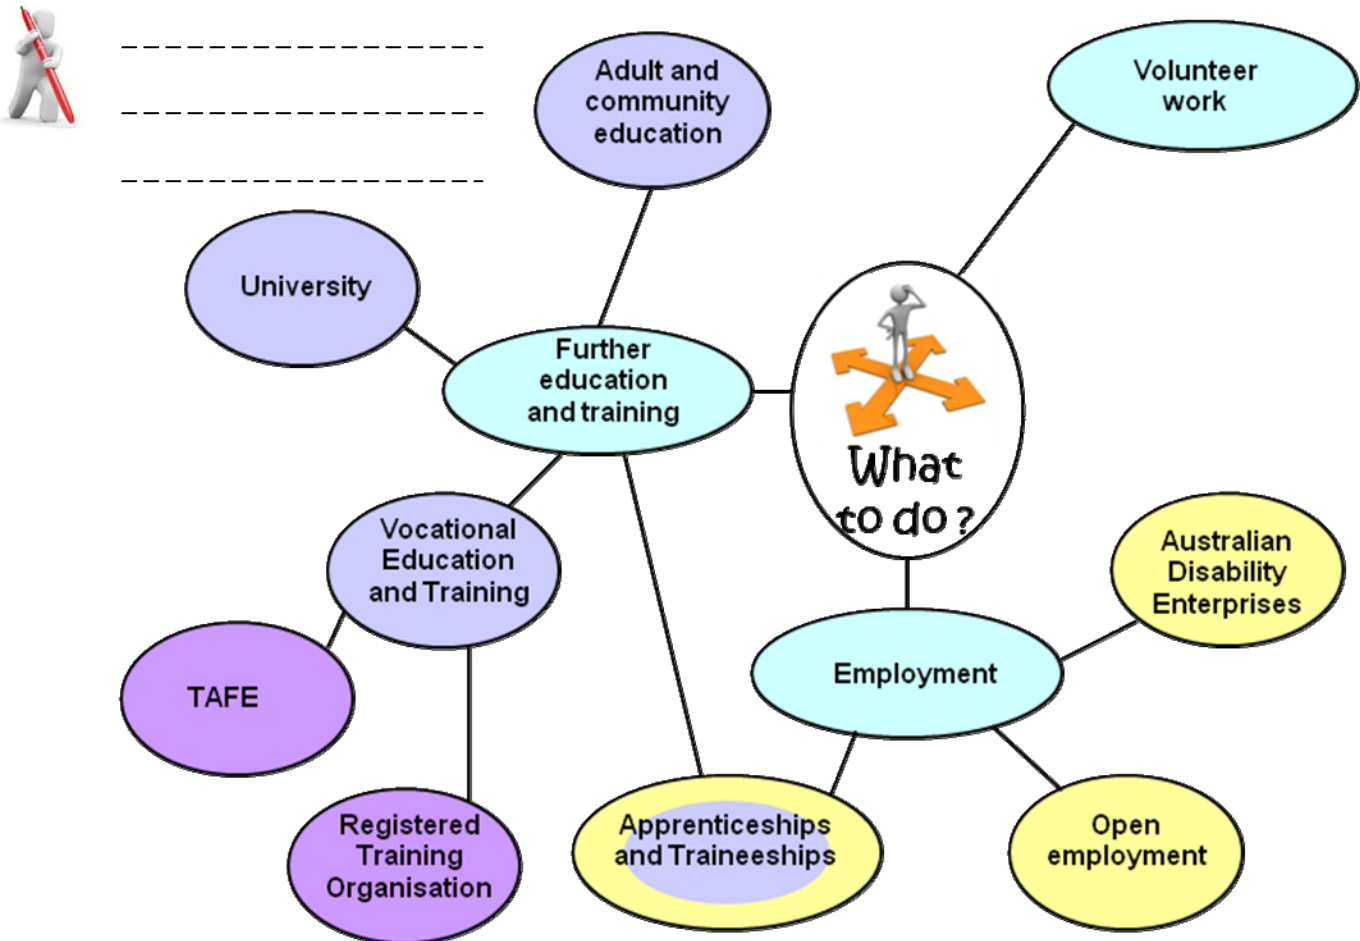 Adult and
community
education
Volunteer
work
University
Further
education
and training
What
to do ?
Vocational
Education
and Training
Australian
Disability
Enterprises
TAFE
Employment
Registered
Training
Organisation
Apprenticeships
and Traineeships
Open
employment